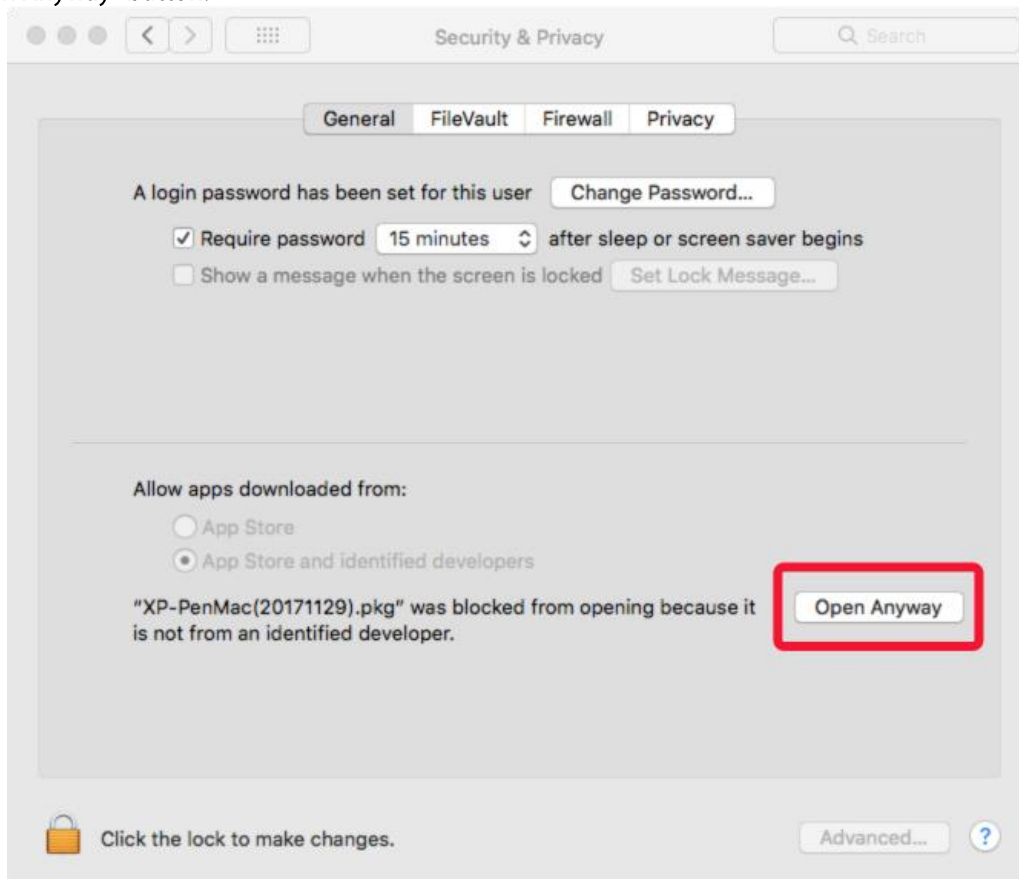 Security & Privacy
Search
General FileVault Firewall Privacy
A login password has been set for this user Change Password...
Require password 15 minutes after sleep or screen saver begins
Show a message when the screen is locked Set Lock Message...
Allow apps downloaded from:
App Store
App Store and identified developers
"XP-PenMac(20171129).pkg" was blocked from opening because it
is not from an identified developer.
Open Anyway
Click the lock to make changes.
Advanced...
?